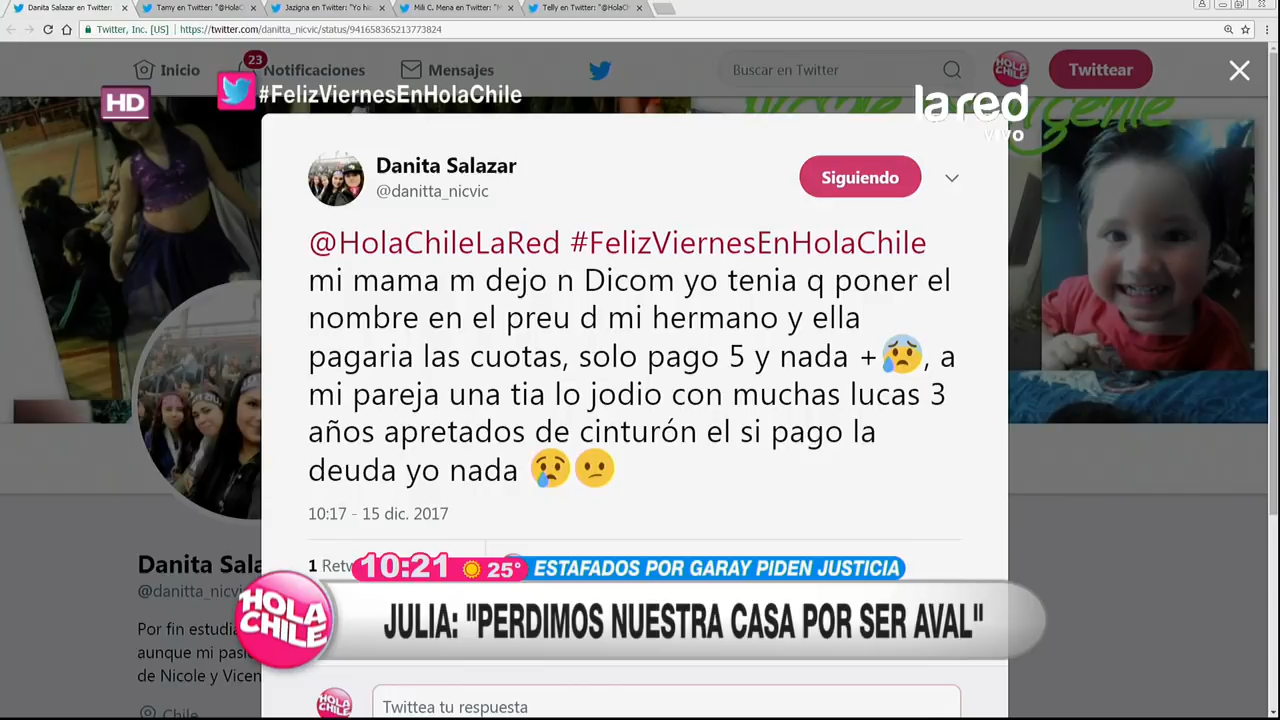 Danita Salazar en Twitter:
Tamy en Twitter: "@HolaC
Jazigna en Twitter: "Yo hi
Mili C. Mena en Twitter: "M
Telly en Twitter: "@HolaCh
Twitter, Inc. [US]
https://twitter.com/danitta_nicvic/status/941658365213773824
Inicio
23
Notificaciones
Mensajes
Buscar en Twitter
HOLA CHILE
Twittear
HD
#FelizViernesEnHolaChile
la red
vivo
Danita Salazar
@danitta_nicvic
Siguiendo
@HolaChileLaRed #FelizViernesEnHolaChile
mi mama m dejo n Dicom yo tenia q poner el
nombre en el preu d mi hermano y ella
pagaria las cuotas, solo pago 5 y nada +😰, a
mi pareja una tia lo jodio con muchas lucas 3
años apretados de cinturón el si pago la
deuda yo nada 😢😕
10:17 - 15 dic. 2017
Danita Sala
@danitta_nicvi
1 Retw
10:21
25°
ESTAFADOS POR GARAY PIDEN JUSTICIA
HOLA
CHILE
JULIA: "PERDIMOS NUESTRA CASA POR SER AVAL"
Por fin estudia
aunque mi pasi
de Nicole y Vicen
Chile
HOLA CHILE
Twittea tu respuesta